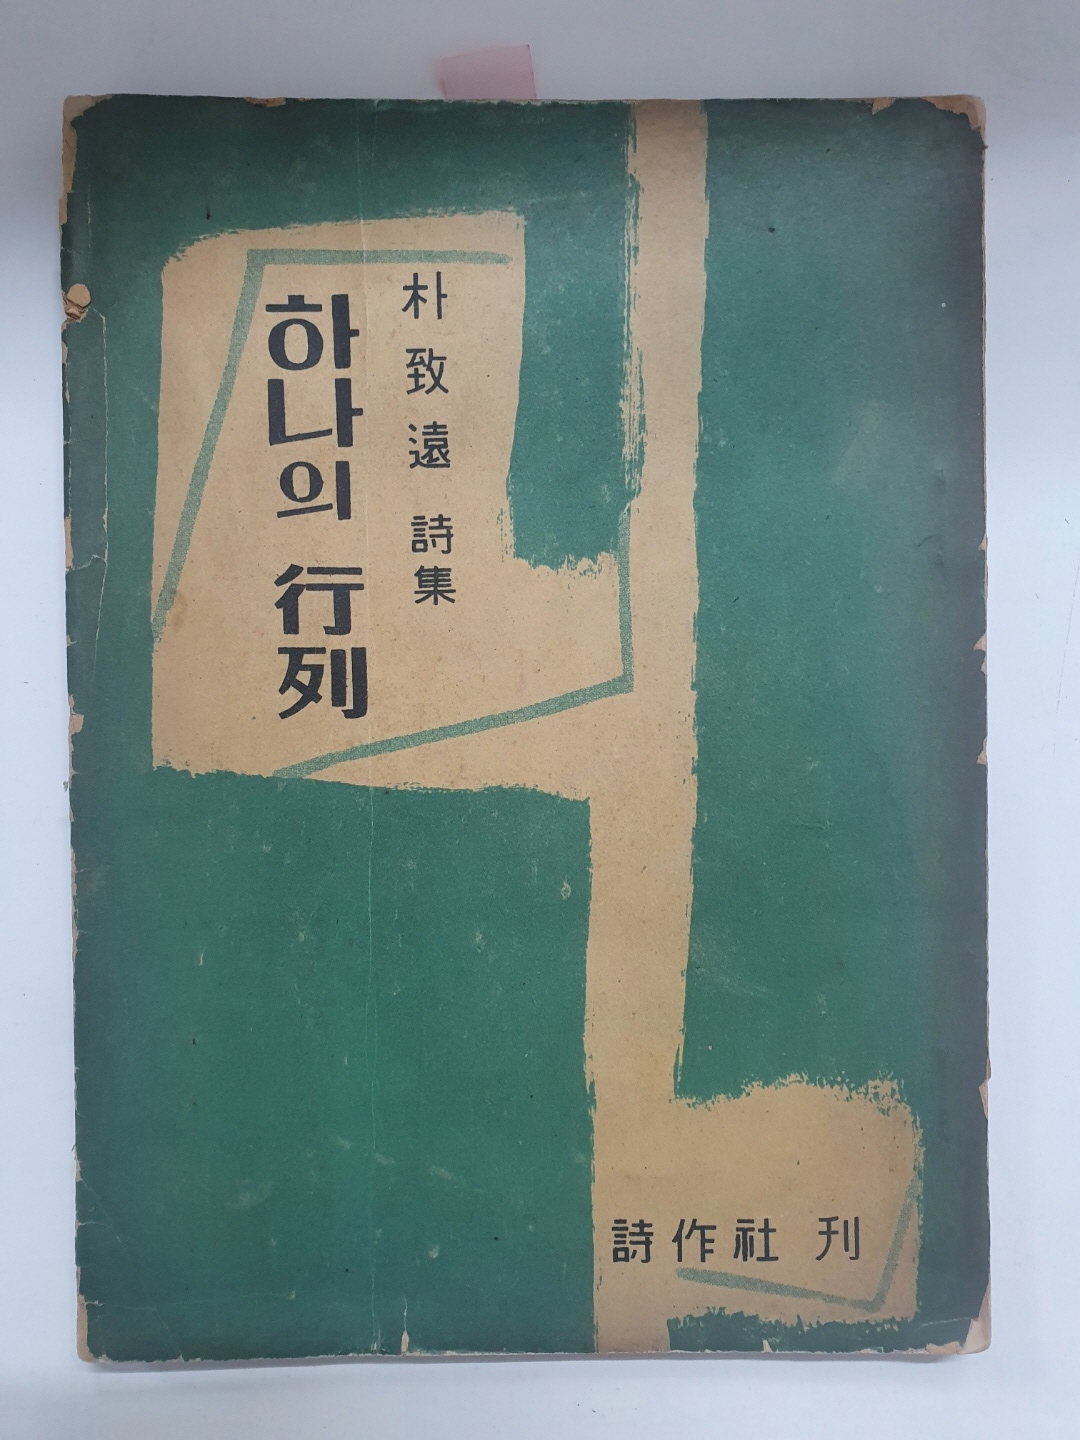 朴致遠 詩集
하나의 行列
詩作社 刊